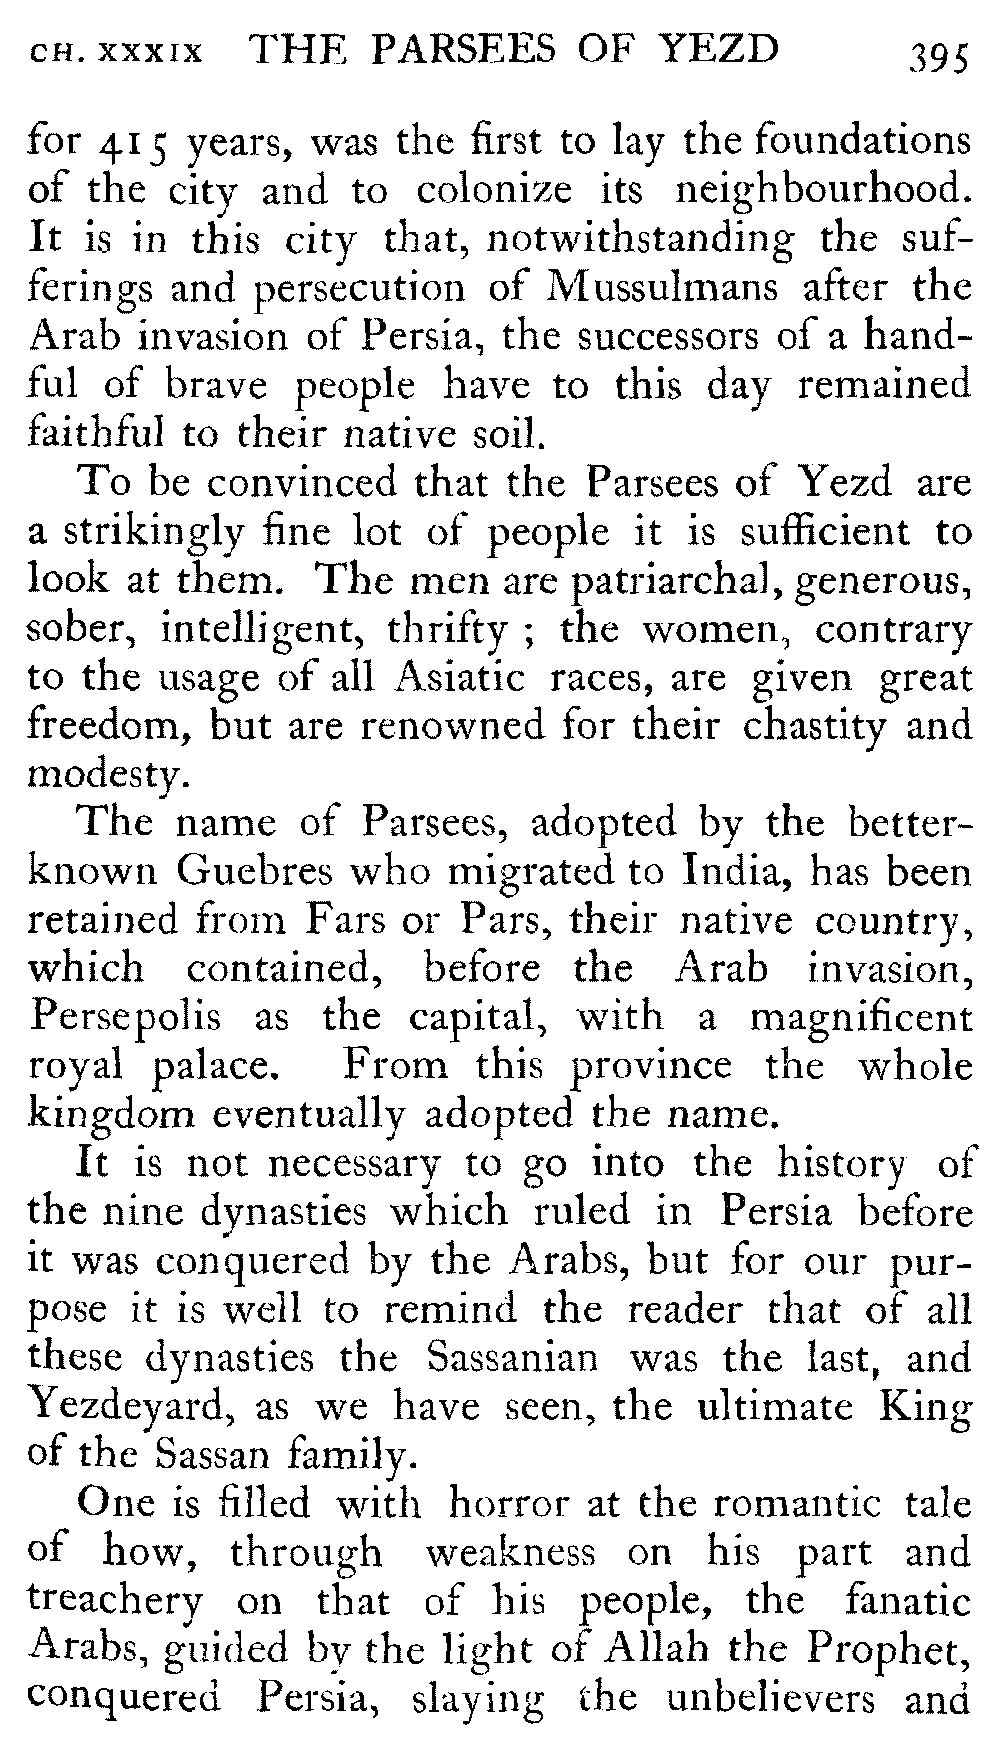 CH. XXXIX THE PARSEES OF YEZD 395
for 415 years, was the first to lay the foundations
of the city and to colonize its neighbourhood.
It is in this city that, notwithstanding the suf-
ferings and persecution of Mussulmans after the
Arab invasion of Persia, the successors of a hand-
ful of brave people have to this day remained
faithful to their native soil.
To be convinced that the Parsees of Yezd are
a strikingly fine lot of people it is sufficient to
look at them. The men are patriarchal, generous,
sober, intelligent, thrifty ; the women, contrary
to the usage of all Asiatic races, are given great
freedom, but are renowned for their chastity and
modesty.
The name of Parsees, adopted by the better-
known Guebres who migrated to India, has been
retained from Fars or Pars, their native country,
which contained, before the Arab invasion,
Persepolis as the capital, with a magnificent
royal palace. From this province the whole
kingdom eventually adopted the name.
It is not necessary to go into the history of
the nine dynasties which ruled in Persia before
it was conquered by the Arabs, but for our pur-
pose it is well to remind the reader that of all
these dynasties the Sassanian was the last, and
Yezdeyard, as we have seen, the ultimate King
of the Sassan family.
One is filled with horror at the romantic tale
of how, through weakness on his part and
treachery on that of his people, the fanatic
Arabs, guided by the light of Allah the Prophet,
conquered Persia, slaying the unbelievers and